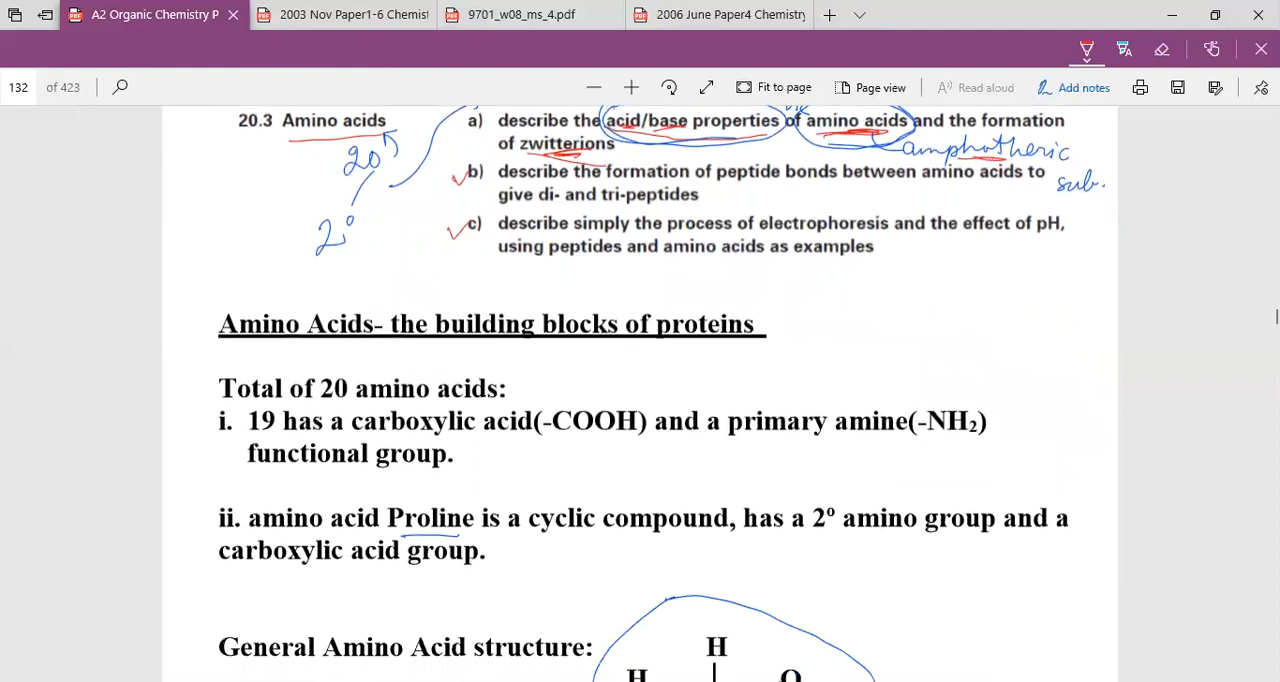 A2 Organic Chemistry P
2003 Nov Paper1-6 Chemist
9701_w08_ms_4.pdf
2006 June Paper4 Chemistry
132 of 423
Fit to page
Page view
Read aloud
Add notes
20.3 Amino acids
a) describe the acid/base properties of amino acids and the formation
of zwitterions
amphotheric
sub.
20
2°
b) describe the formation of peptide bonds between amino acids to
give di- and tri-peptides
c) describe simply the process of electrophoresis and the effect of pH,
using peptides and amino acids as examples
Amino Acids- the building blocks of proteins
Total of 20 amino acids:
i. 19 has a carboxylic acid(-COOH) and a primary amine(-NH₂)
functional group.
ii. amino acid Proline is a cyclic compound, has a 2º amino group and a
carboxylic acid group.
General Amino Acid structure:
H
H O